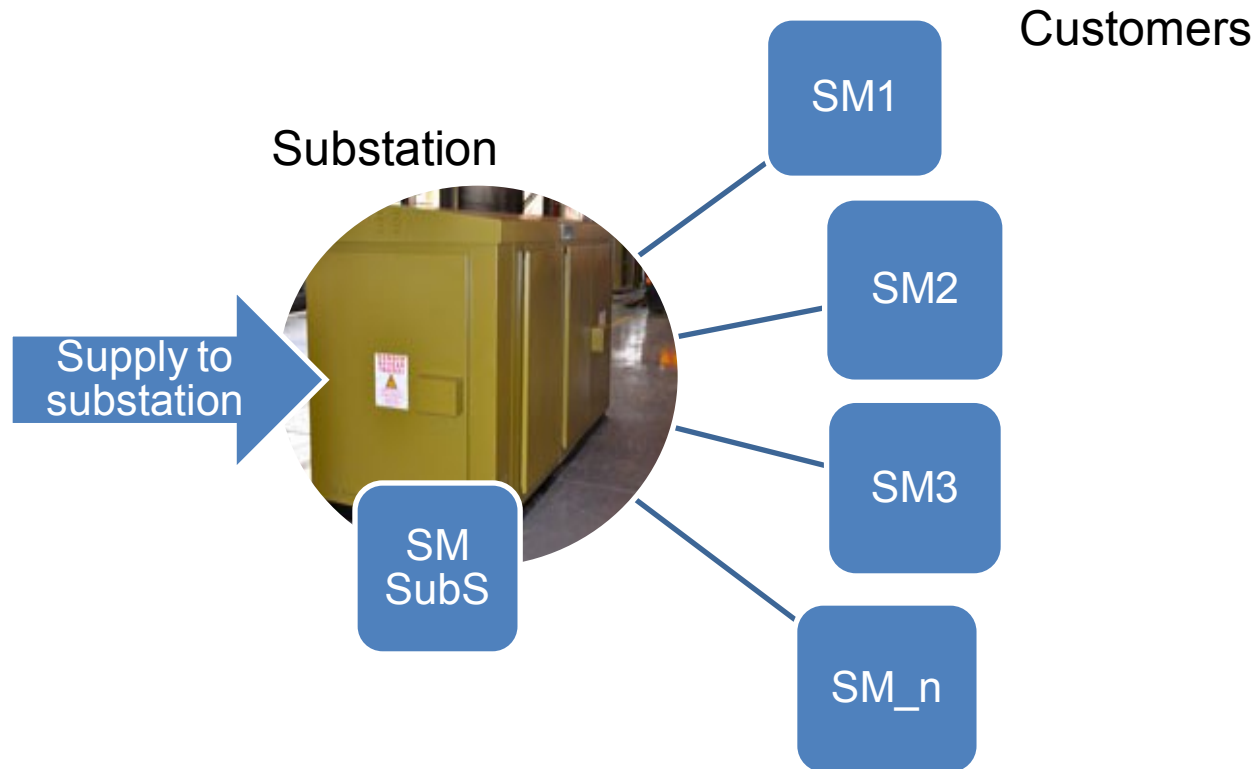 Customers
SM1
Substation
SM2
Supply to
substation
SM3
SM
SubS
SM_n